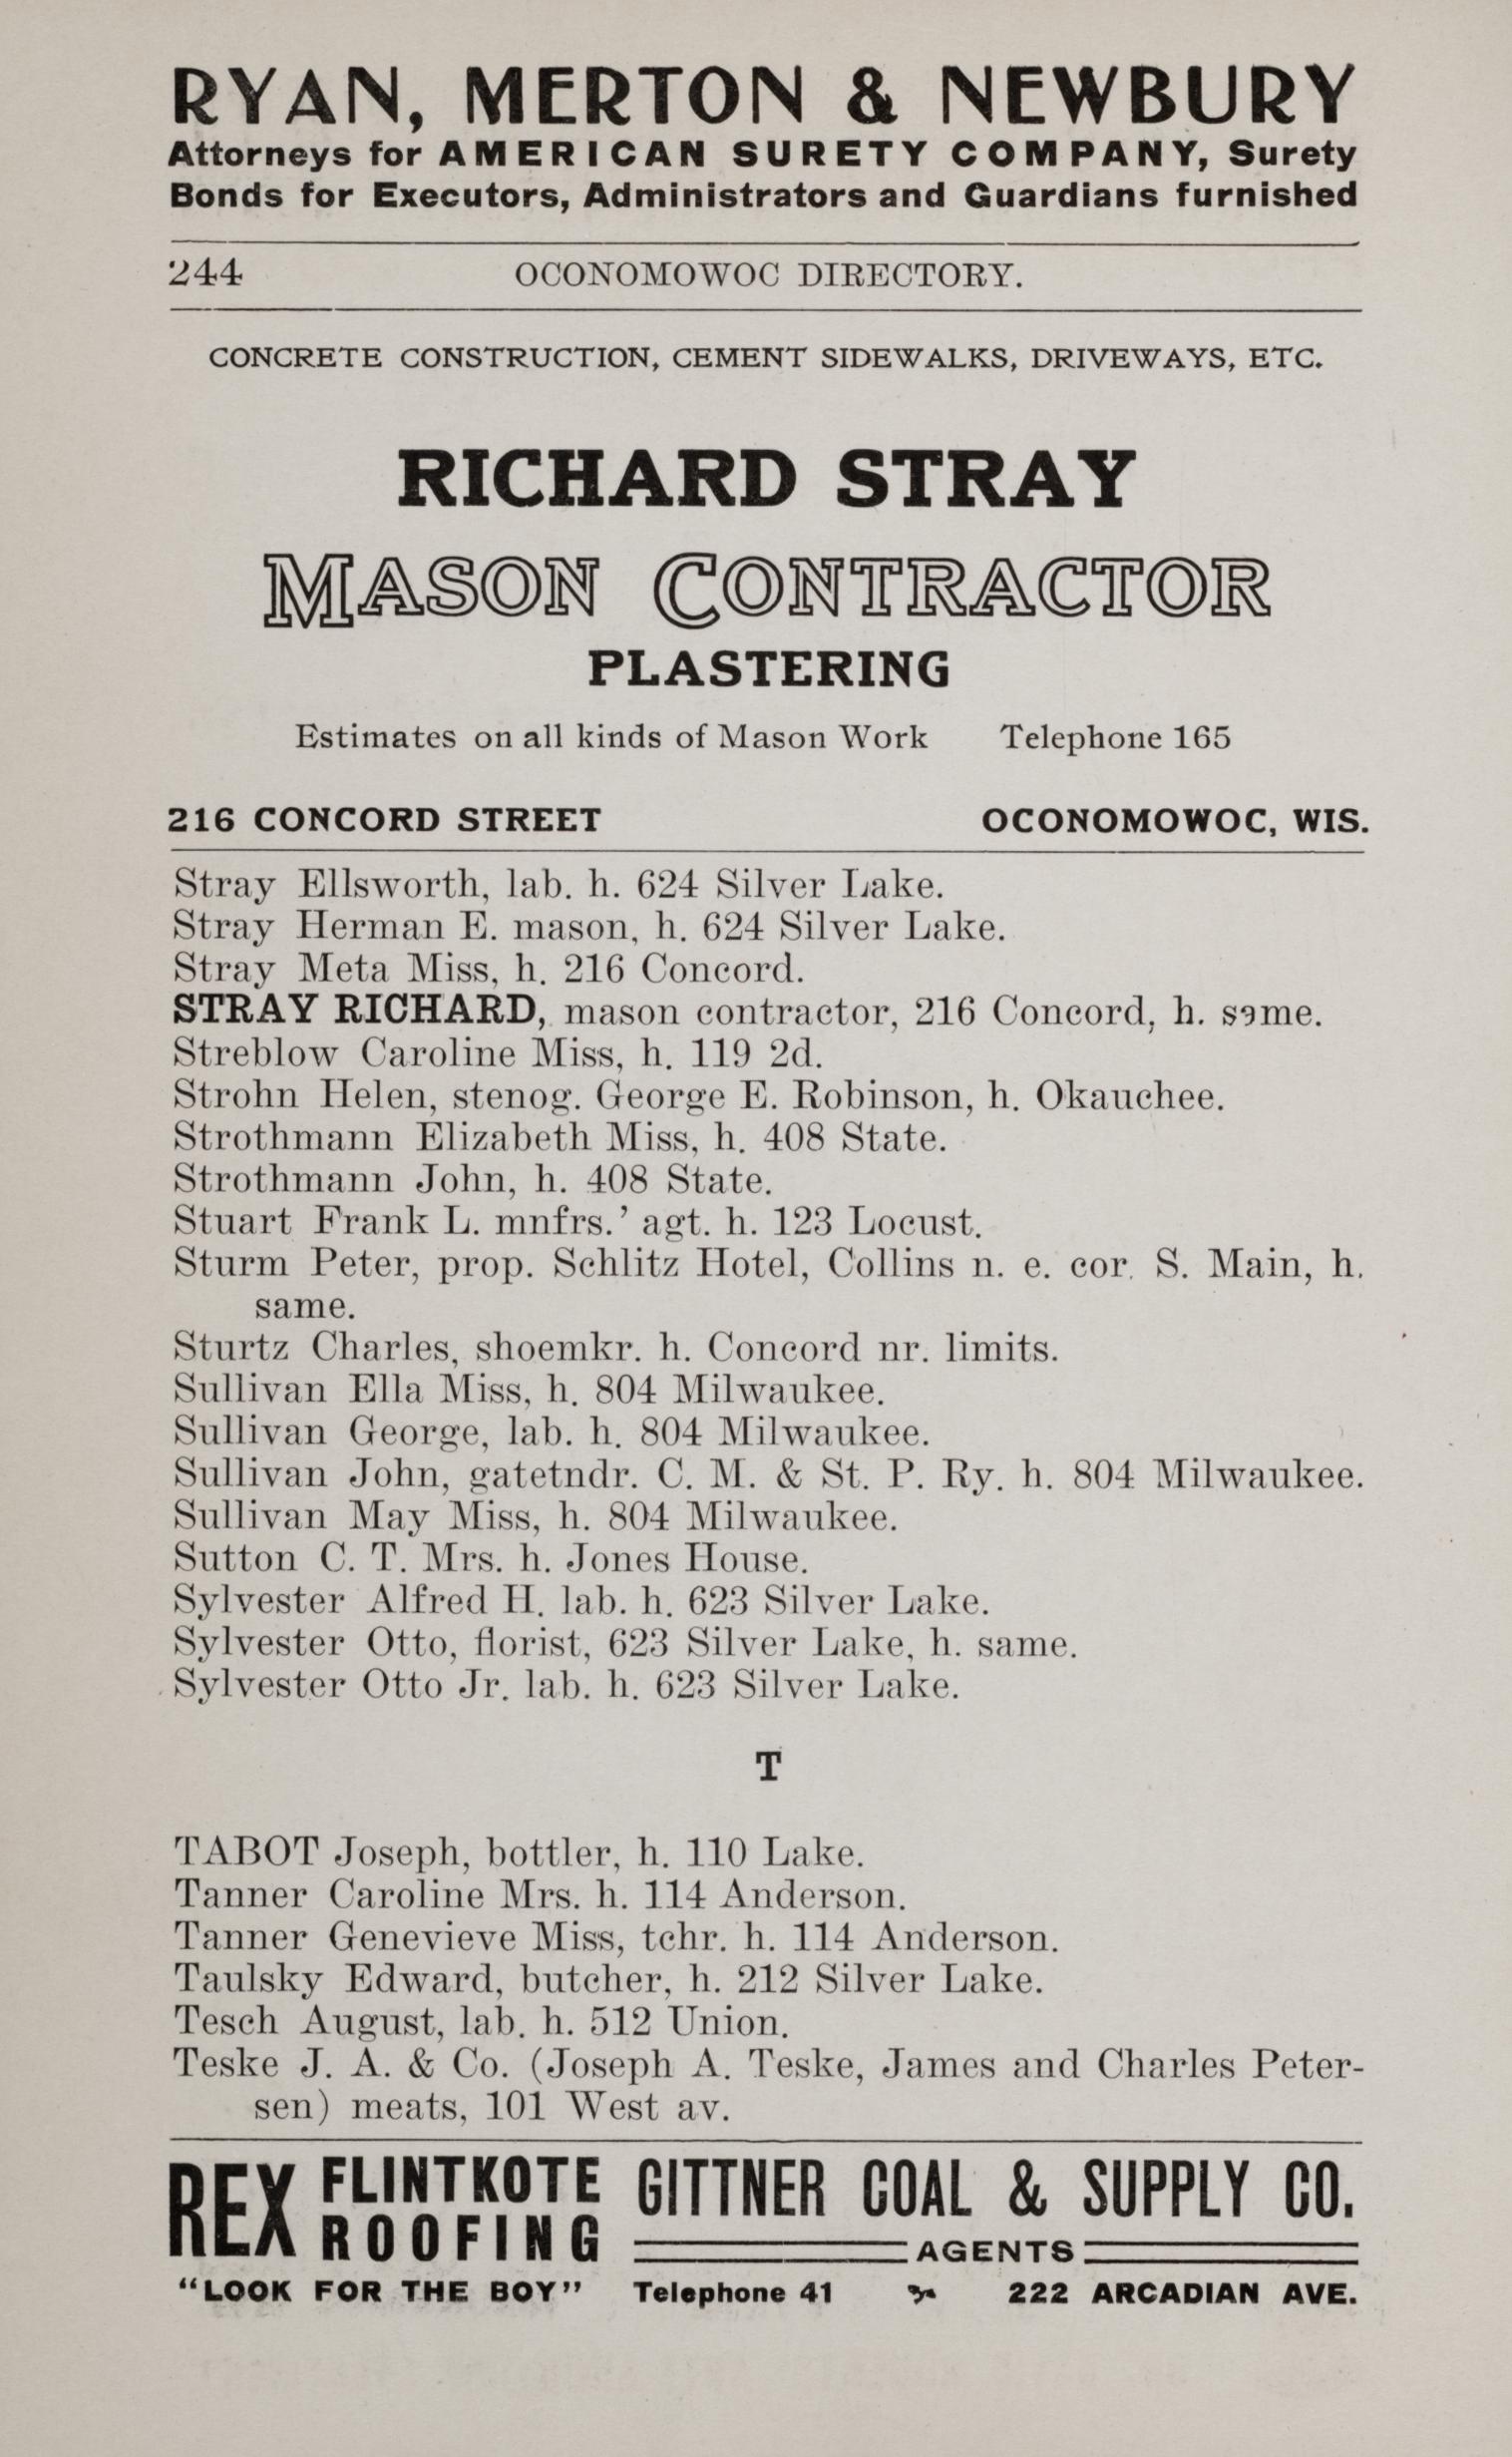 RYAN, MERTON & NEWBURY
Attorneys for AMERICAN SURETY COMPANY, Surety
Bonds for Executors, Administrators and Guardians furnished
244 OCONOMOWOC DIRECTORY.
CONCRETE CONSTRUCTION, CEMENT SIDEWALKS, DRIVEWAYS, ETC.
RICHARD STRAY
MASON CONTRACTOR
PLASTERING
Estimates on all kinds of Mason Work Telephone 165
216 CONCORD STREET OCONOMOWOC, WIS.
Stray Ellsworth, lab. h. 624 Silver Lake.
Stray Herman E. mason, h. 624 Silver Lake.
Stray Meta Miss, h. 216 Concord.
STRAY RICHARD, mason contractor, 216 Concord, h. same.
Streblow Caroline Miss, h. 119 2d.
Strohn Helen, stenog. George E. Robinson, h. Okauchee.
Strothmann Elizabeth Miss, h. 408 State.
Strothmann John, h. 408 State.
Stuart Frank L. mnfrs.’ agt. h. 123 Locust.
Sturm Peter, prop. Schlitz Hotel, Collins n. e. cor. S. Main, h.
same.
Sturtz Charles, shoemkr. h. Concord nr. limits.
Sullivan Ella Miss, h. 804 Milwaukee.
Sullivan George, lab. h. 804 Milwaukee.
Sullivan John, gatetndr. C. M. & St. P. Ry. h. 804 Milwaukee.
Sullivan May Miss, h. 804 Milwaukee.
Sutton C. T. Mrs. h. Jones House.
Sylvester Alfred H. lab. h. 623 Silver Lake.
Sylvester Otto, florist, 623 Silver Lake, h. same.
Sylvester Otto Jr. lab. h. 623 Silver Lake.
T
TABOT Joseph, bottler, h. 110 Lake.
Tanner Caroline Mrs. h. 114 Anderson.
Tanner Genevieve Miss, tchr. h. 114 Anderson.
Taulsky Edward, butcher, h. 212 Silver Lake.
Tesch August, lab. h. 512 Union.
Teske J. A. & Co. (Joseph A. Teske, James and Charles Peter-
sen) meats, 101 West av.
REX FLINTKOTE ROOFING
GITTNER COAL & SUPPLY CO.
AGENTS
“LOOK FOR THE BOY” Telephone 41 222 ARCADIAN AVE.